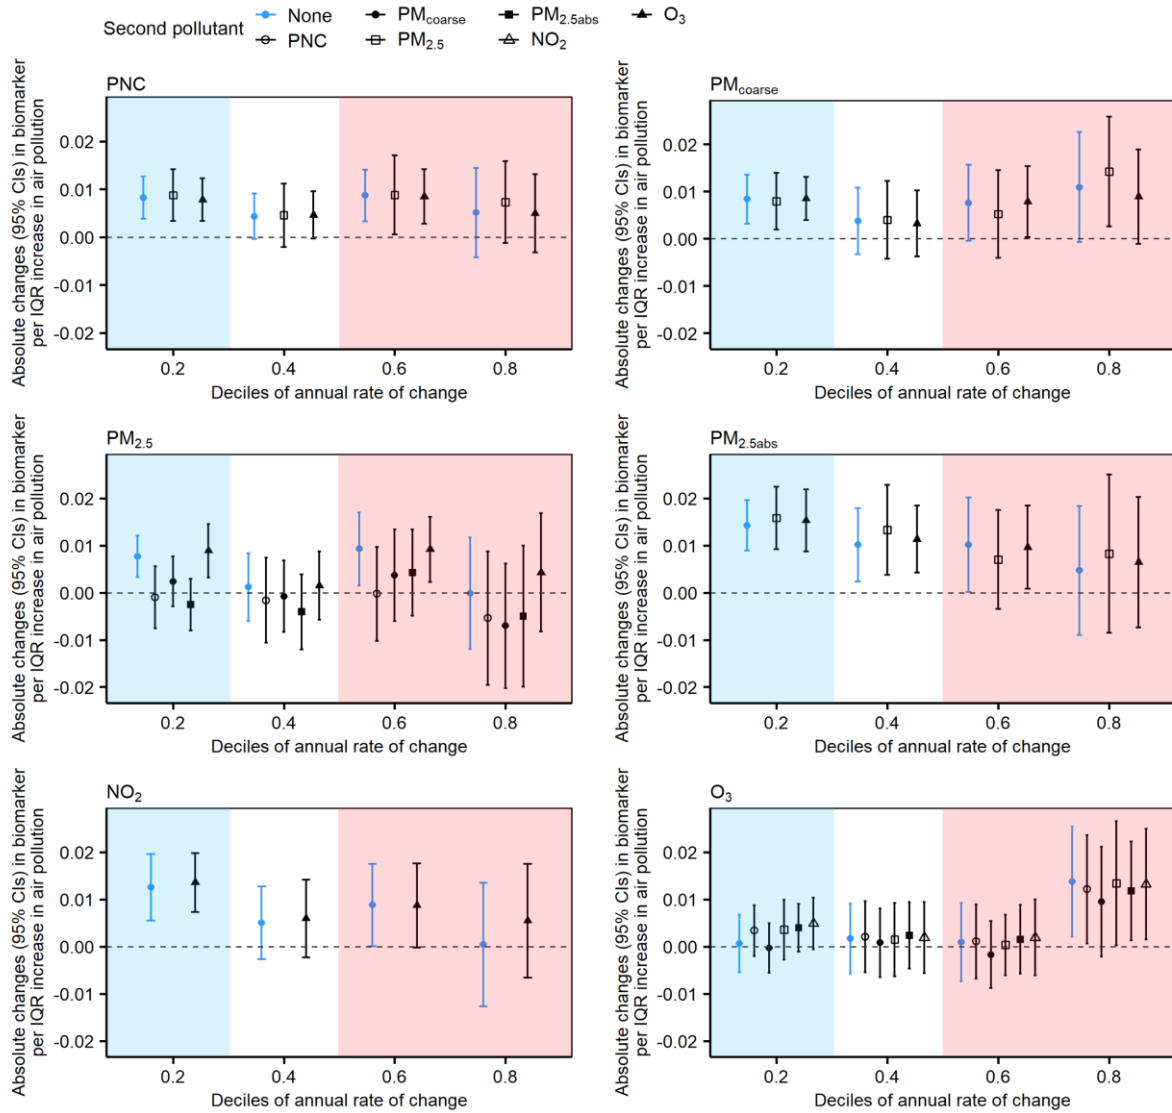 Second pollutant
None
PM_coarse
PM_2.5abs
O_3
PNC
PM_2.5
NO_2
PNC
Absolute changes (95% CIs) in biomarker
per IQR increase in air pollution
0.02
0.01
0.00
-0.01
-0.02
0.2 0.4 0.6 0.8
Deciles of annual rate of change
PM_coarse
Absolute changes (95% CIs) in biomarker
per IQR increase in air pollution
0.02
0.01
0.00
-0.01
-0.02
0.2 0.4 0.6 0.8
Deciles of annual rate of change
PM_2.5
Absolute changes (95% CIs) in biomarker
per IQR increase in air pollution
0.02
0.01
0.00
-0.01
-0.02
0.2 0.4 0.6 0.8
Deciles of annual rate of change
PM_2.5abs
Absolute changes (95% CIs) in biomarker
per IQR increase in air pollution
0.02
0.01
0.00
-0.01
-0.02
0.2 0.4 0.6 0.8
Deciles of annual rate of change
NO_2
Absolute changes (95% CIs) in biomarker
per IQR increase in air pollution
0.02
0.01
0.00
-0.01
-0.02
0.2 0.4 0.6 0.8
Deciles of annual rate of change
O_3
Absolute changes (95% CIs) in biomarker
per IQR increase in air pollution
0.02
0.01
0.00
-0.01
-0.02
0.2 0.4 0.6 0.8
Deciles of annual rate of change